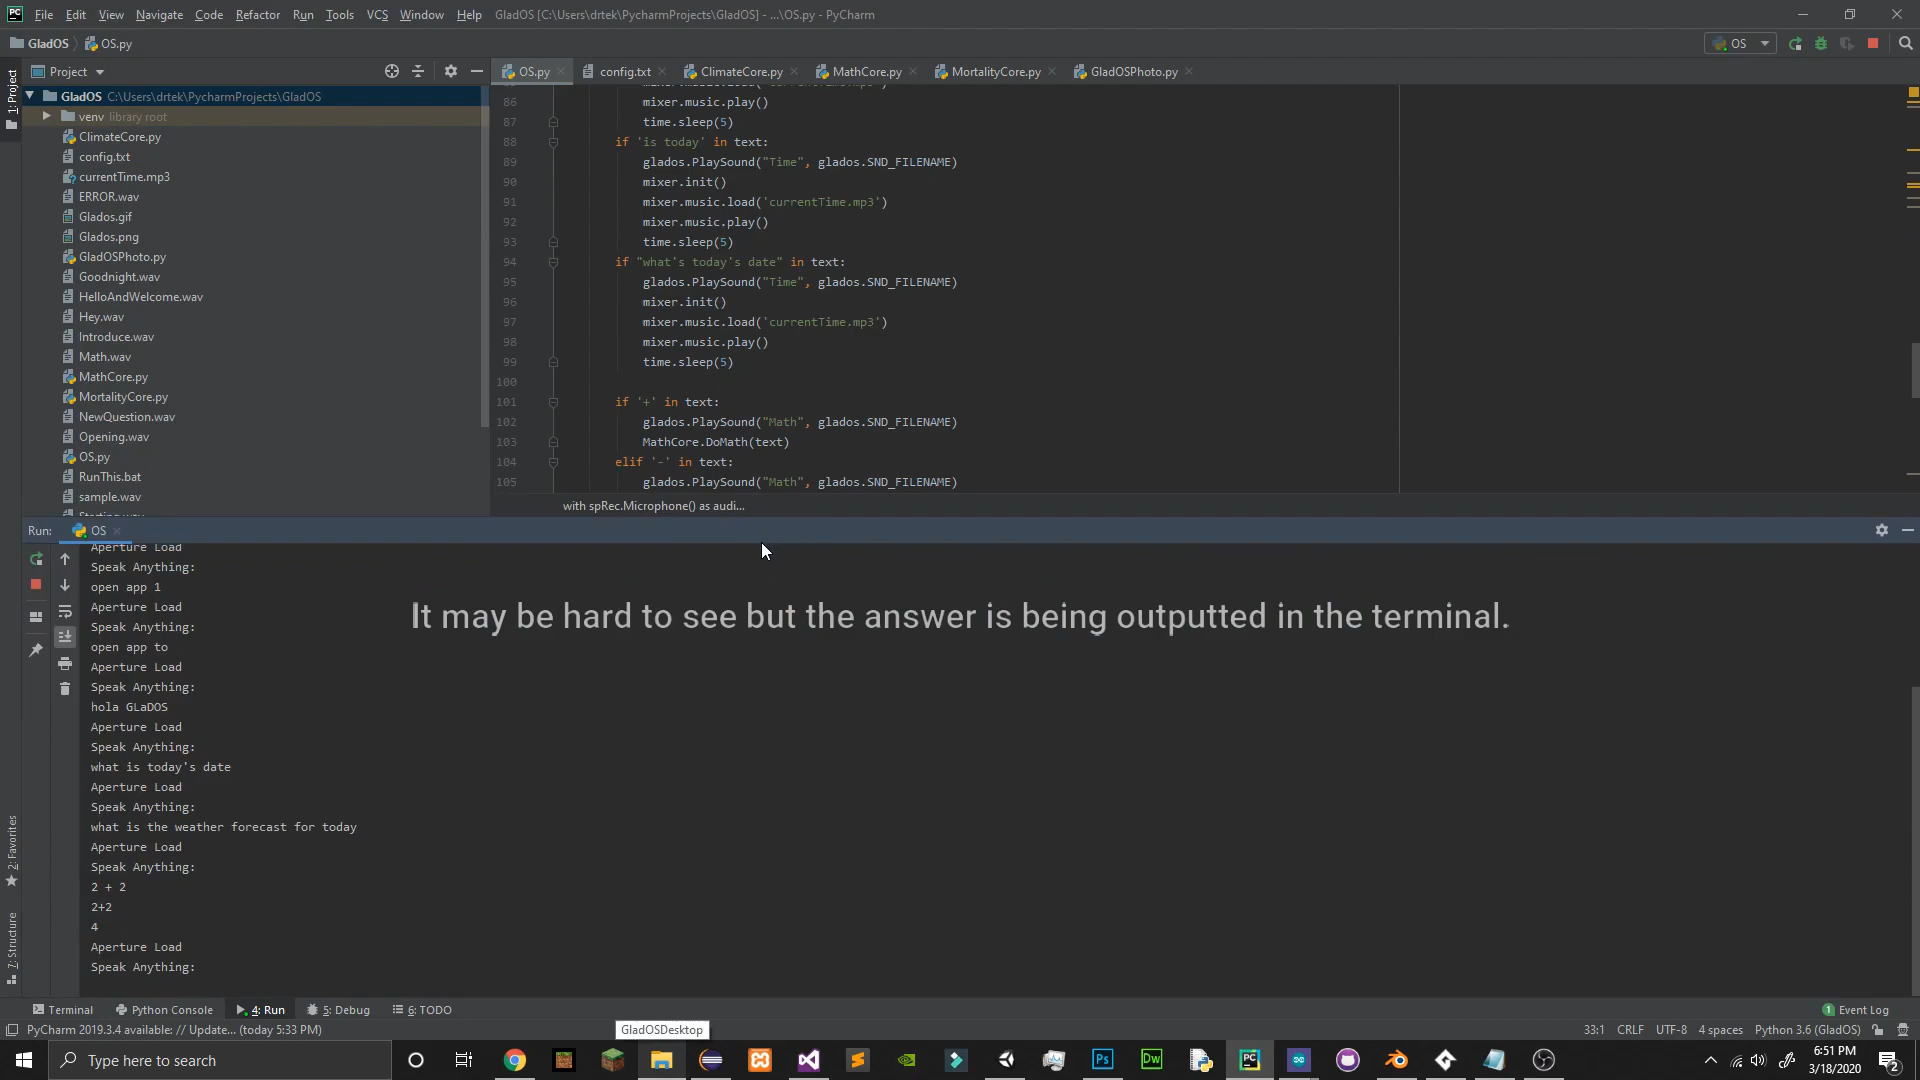 PC File Edit View Navigate Code Refactor Run Tools VCS Window Help GladOS [C:\Users\drtek\PycharmProjects\GladOS] - ...\OS.py - PyCharm
GladOS OS.py OS
Project OS.py config.txt ClimateCore.py MathCore.py MortalityCore.py GladOSPhoto.py
1: Project
GladOS C:\Users\drtek\PycharmProjects\GladOS
venv library root
ClimateCore.py
config.txt
currentTime.mp3
ERROR.wav
Glados.gif
Glados.png
GladOSPhoto.py
Goodnight.wav
HelloAndWelcome.wav
Hey.wav
Introduce.wav
Math.wav
MathCore.py
MortalityCore.py
NewQuestion.wav
Opening.wav
OS.py
RunThis.bat
sample.wav
86 mixer.music.play()
87 time.sleep(5)
88 if 'is today' in text:
89 glados.PlaySound("Time", glados.SND_FILENAME)
90 mixer.init()
91 mixer.music.load('currentTime.mp3')
92 mixer.music.play()
93 time.sleep(5)
94 if "what's today's date" in text:
95 glados.PlaySound("Time", glados.SND_FILENAME)
96 mixer.init()
97 mixer.music.load('currentTime.mp3')
98 mixer.music.play()
99 time.sleep(5)
100
101 if '+' in text:
102 glados.PlaySound("Math", glados.SND_FILENAME)
103 MathCore.DoMath(text)
104 elif '-' in text:
105 glados.PlaySound("Math", glados.SND_FILENAME)
with spRec.Microphone() as audi...
Run: OS
Aperture Load
Speak Anything:
open app 1
Aperture Load
It may be hard to see but the answer is being outputted in the terminal.
Speak Anything:
open app to
Aperture Load
Speak Anything:
hola GLaDOS
Aperture Load
Speak Anything:
what is today's date
Aperture Load
Speak Anything:
what is the weather forecast for today
Aperture Load
Speak Anything:
2 + 2
2+2
4
Aperture Load
Speak Anything:
2: Favorites
7: Structure
Terminal Python Console 4: Run 5: Debug 6: TODO 1 Event Log
PyCharm 2019.3.4 available: // Update... (today 5:33 PM) GladOSDesktop 33:1 CRLF UTF-8 4 spaces Python 3.6 (GladOS)
Type here to search Ps Dw PC 6:51 PM
3/18/2020 2